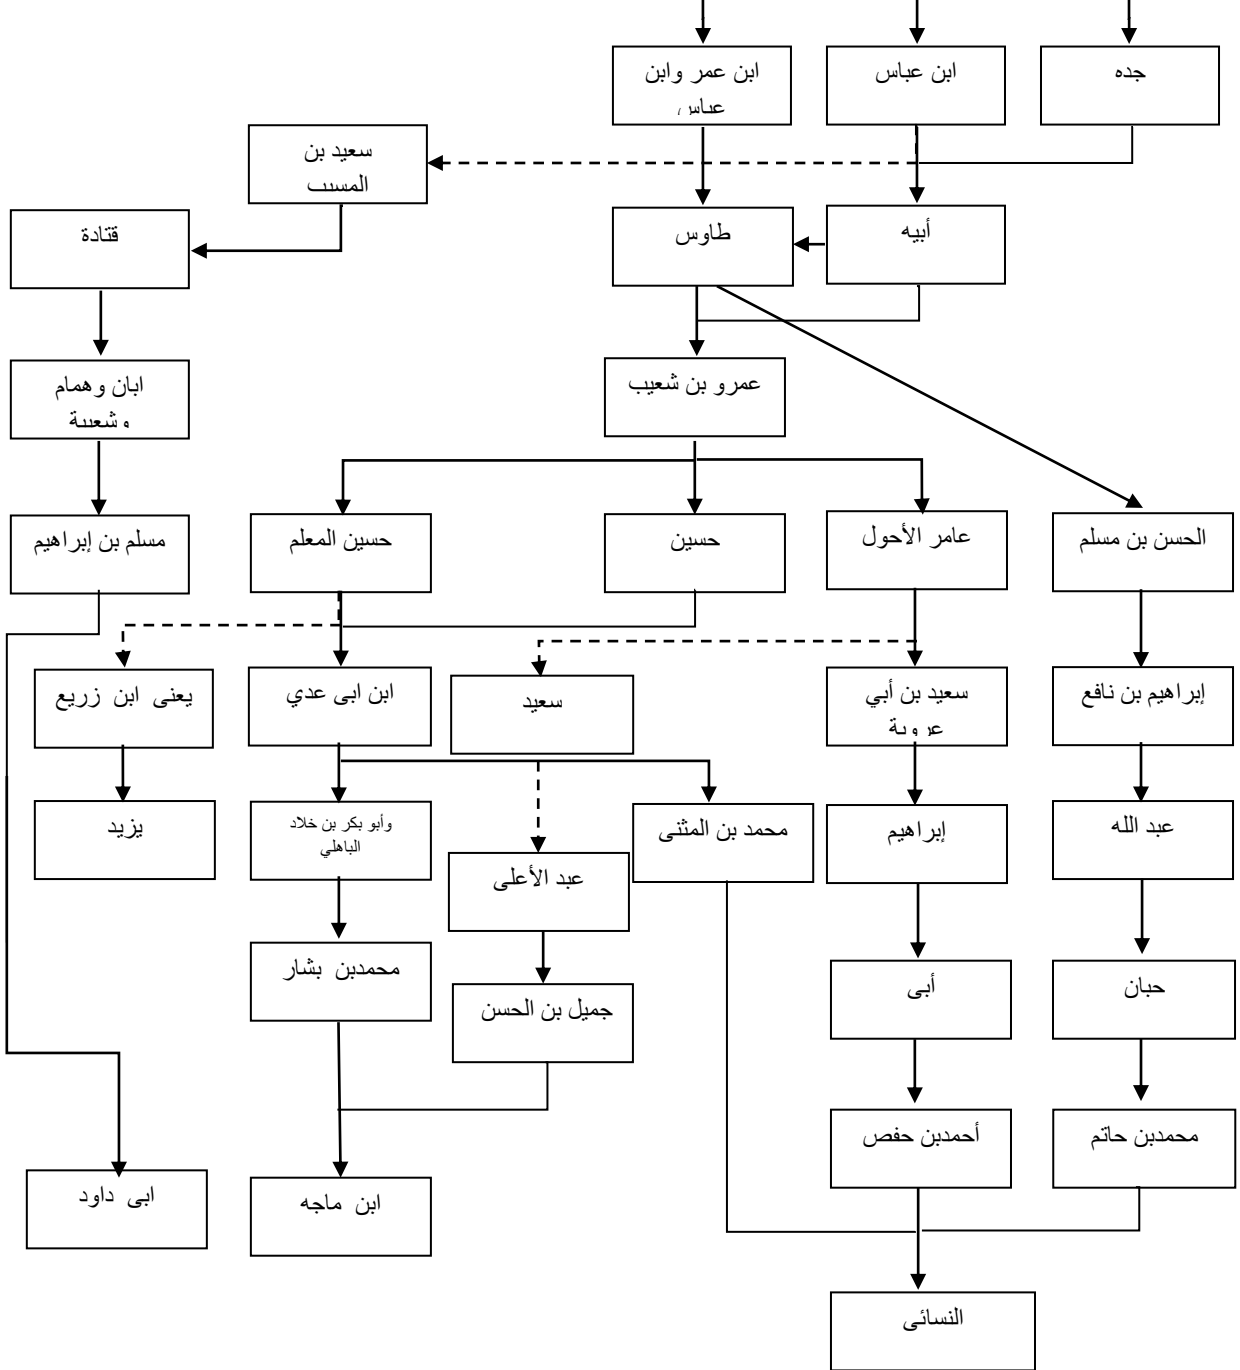 جده
ابن عباس
ابن عمر وابن
عباس
سعيد بن
المسيب
أبيه
طاوس
قتادة
عمرو بن شعيب
ابان وهمام
وشعبة
الحسن بن مسلم
عامر الأحول
حسين
حسين المعلم
مسلم بن إبراهيم
إبراهيم بن نافع
سعيد بن أبي
عروبة
سعيد
ابن ابى عدي
يعنى ابن زريع
عبد الله
إبراهيم
محمد بن المثنى
عبد الأعلى
وأبو بكر بن خلاد
الباهلي
يزيد
حبان
أبى
جميل بن الحسن
محمدبن بشار
محمدبن حاتم
أحمدبن حفص
ابن ماجه
ابى داود
النسائى